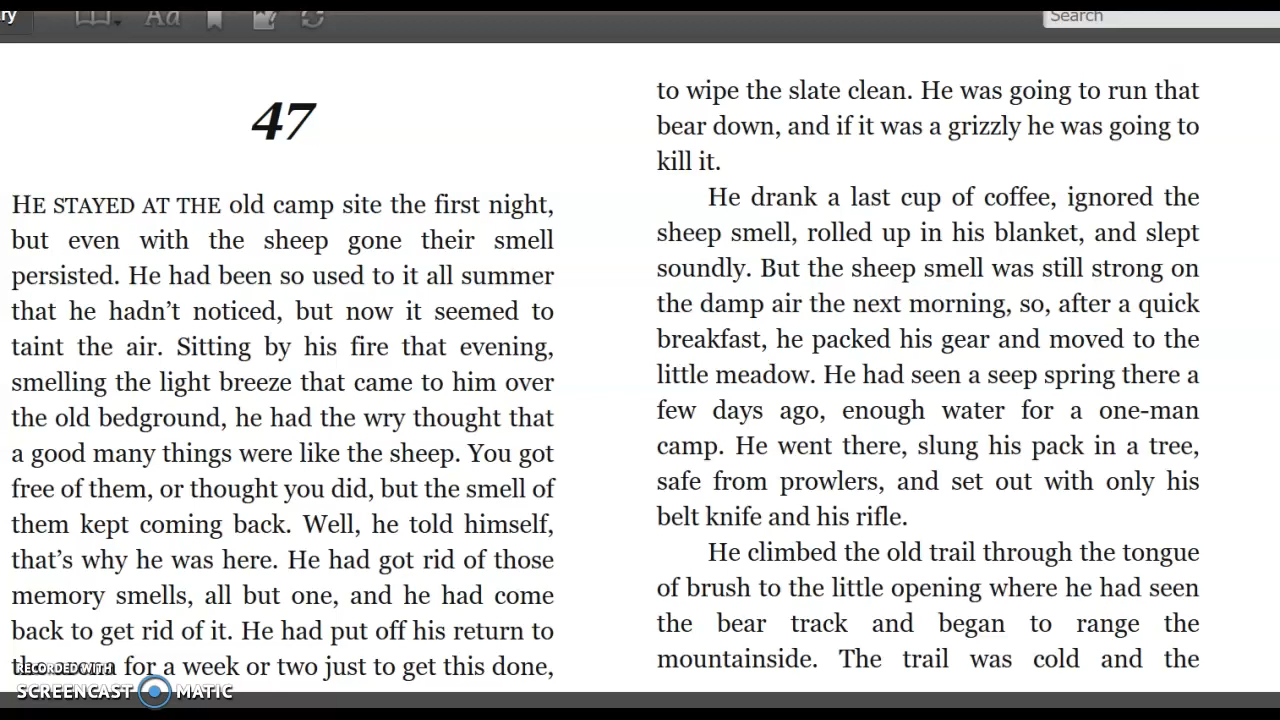 ry
Aa
Search
47
HE STAYED AT THE old camp site the first night,
but even with the sheep gone their smell
persisted. He had been so used to it all summer
that he hadn’t noticed, but now it seemed to
taint the air. Sitting by his fire that evening,
smelling the light breeze that came to him over
the old bedground, he had the wry thought that
a good many things were like the sheep. You got
free of them, or thought you did, but the smell of
them kept coming back. Well, he told himself,
that’s why he was here. He had got rid of those
memory smells, all but one, and he had come
back to get rid of it. He had put off his return to
for a week or two just to get this done,
RECORDED WITH
SCREENCAST MATIC
to wipe the slate clean. He was going to run that
bear down, and if it was a grizzly he was going to
kill it.
He drank a last cup of coffee, ignored the
sheep smell, rolled up in his blanket, and slept
soundly. But the sheep smell was still strong on
the damp air the next morning, so, after a quick
breakfast, he packed his gear and moved to the
little meadow. He had seen a seep spring there a
few days ago, enough water for a one-man
camp. He went there, slung his pack in a tree,
safe from prowlers, and set out with only his
belt knife and his rifle.
He climbed the old trail through the tongue
of brush to the little opening where he had seen
the bear track and began to range the
mountainside. The trail was cold and the